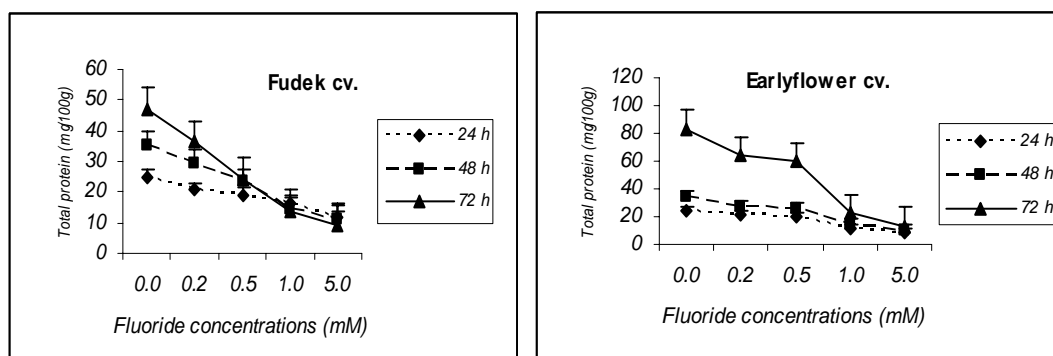 Fudek cv.
Total protein (mg/100g)
60
50
40
30
20
10
0
0.0 0.2 0.5 1.0 5.0
Fluoride concentrations (mM)
24 h
48 h
72 h
Earlyflower cv.
Total protein (mg/100g)
120
100
80
60
40
20
0
0.0 0.2 0.5 1.0 5.0
Fluoride concentrations (mM)
24 h
48 h
72 h